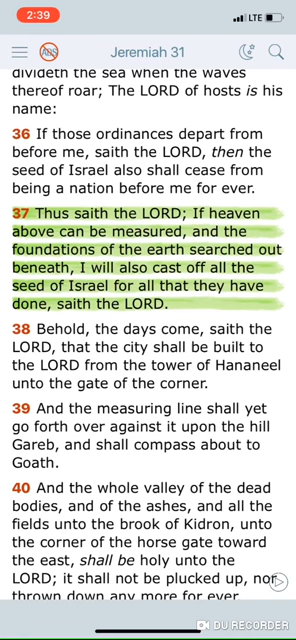 2:39
LTE
ADS
Jeremiah 31
divideth the sea when the waves
thereof roar; The LORD of hosts is his
name:
36 If those ordinances depart from
before me, saith the LORD, then the
seed of Israel also shall cease from
being a nation before me for ever.
37 Thus saith the LORD; If heaven
above can be measured, and the
foundations of the earth searched out
beneath, I will also cast off all the
seed of Israel for all that they have
done, saith the LORD.
38 Behold, the days come, saith the
LORD, that the city shall be built to
the LORD from the tower of Hananeel
unto the gate of the corner.
39 And the measuring line shall yet
go forth over against it upon the hill
Gareb, and shall compass about to
Goath.
40 And the whole valley of the dead
bodies, and of the ashes, and all the
fields unto the brook of Kidron, unto
the corner of the horse gate toward
the east, shall be holy unto the
LORD; it shall not be plucked up, nor
thrown down any more for ever.
DU RECORDER